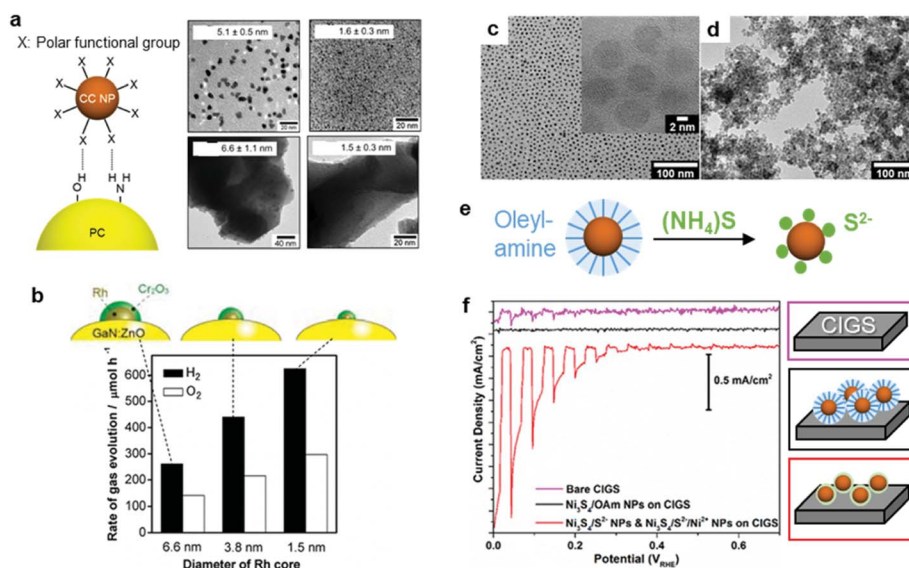 a
X: Polar functional group
X
X
X
X
X
X
X
X
CC NP
H
O
H
N
H
PC
5.1 ± 0.5 nm
1.6 ± 0.3 nm
20 nm
20 nm
6.6 ± 1.1 nm
1.5 ± 0.3 nm
40 nm
20 nm
b
Rh
Cr₂O₃
GaN:ZnO
Rate of gas evolution / μmol h⁻¹
600
500
400
300
200
100
0
H₂
O₂
6.6 nm 3.8 nm 1.5 nm
Diameter of Rh core
c
2 nm
100 nm
d
100 nm
e
Oleyl-
amine
(NH₄)S
S²⁻
f
Current Density (mA/cm²)
0.5 mA/cm²
Bare CIGS
Ni₃S₄/OAm NPs on CIGS
Ni₃S₄/S²⁻ NPs & Ni₃S₄/S²⁻/Ni²⁺ NPs on CIGS
0.0 0.2 0.4 0.6
Potential (V_RHE)
CIGS